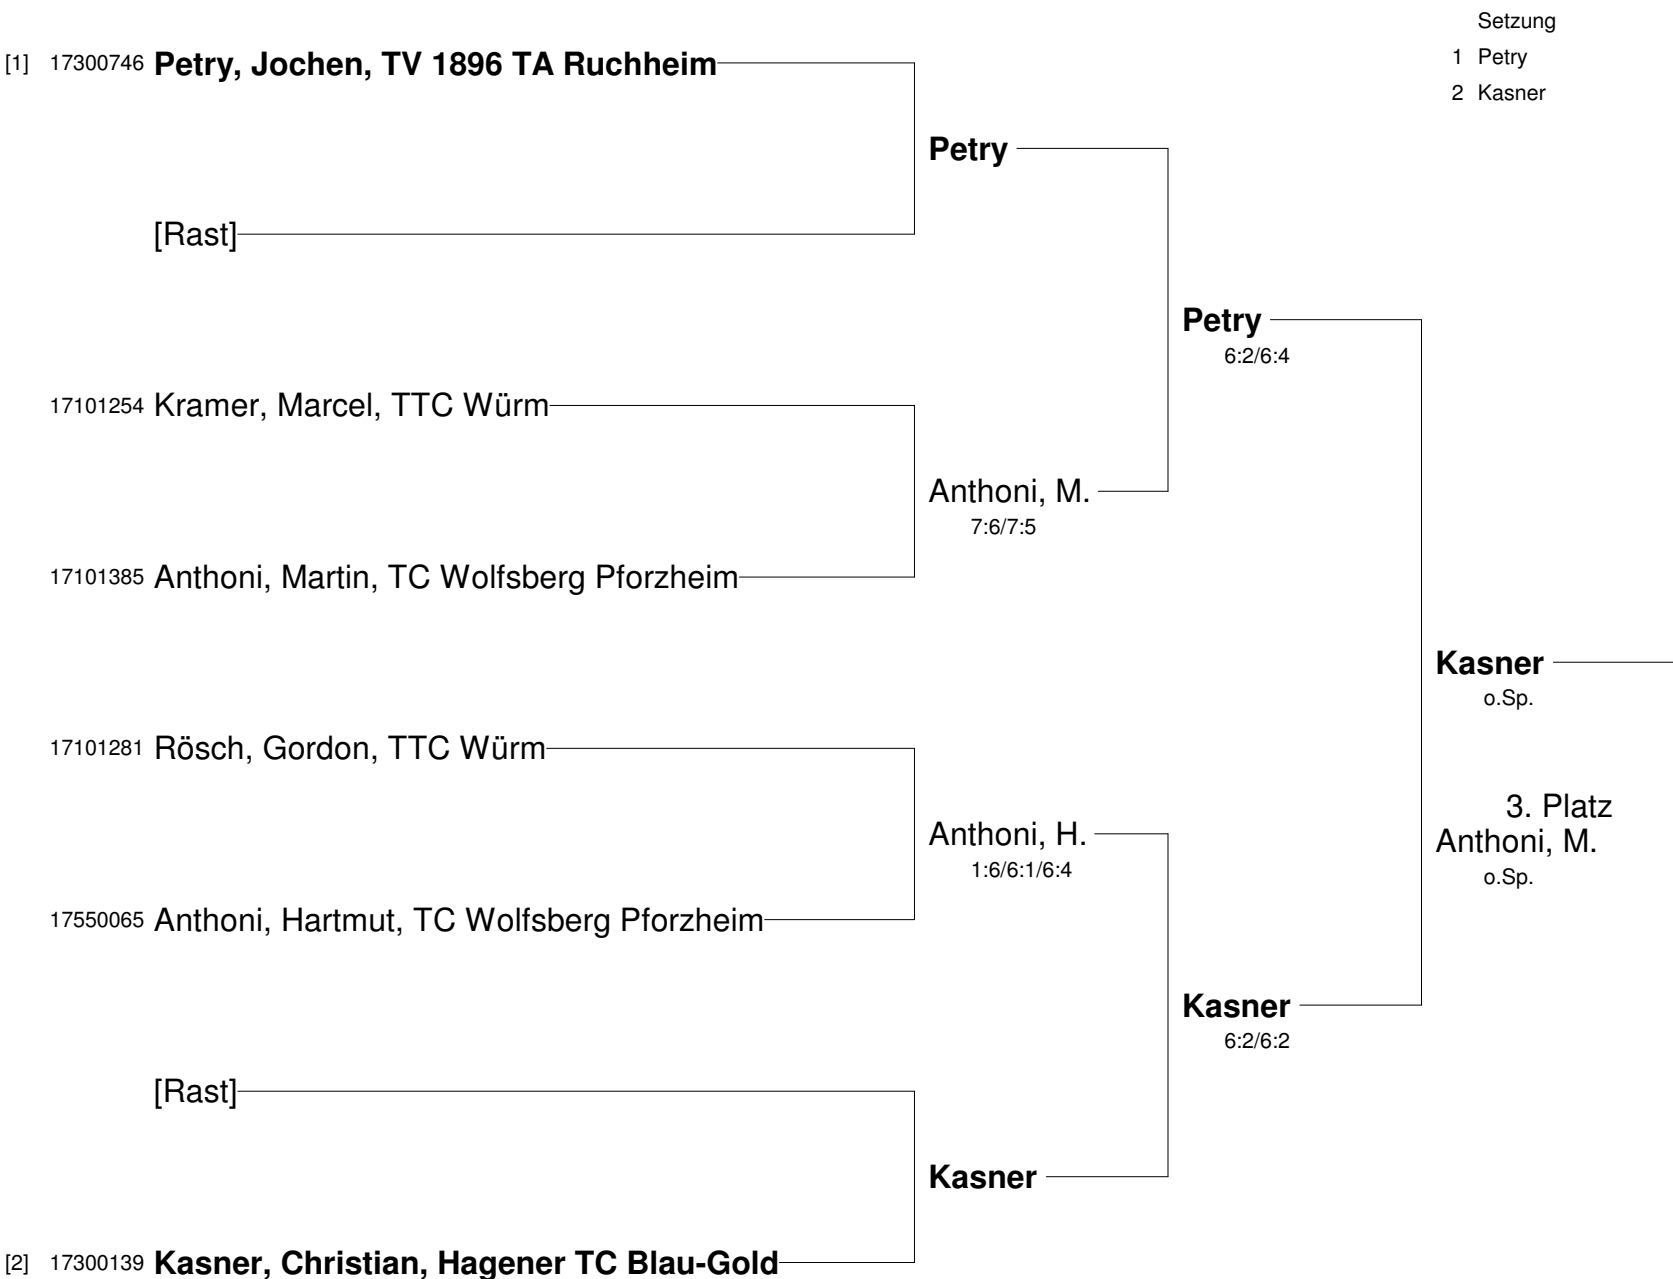 Setzung
1 Petry
2 Kasner
[1] 17300746 Petry, Jochen, TV 1896 TA Ruchheim
Petry
[Rast]
Petry
6:2/6:4
17101254 Kramer, Marcel, TTC Würm
Anthoni, M.
7:6/7:5
17101385 Anthoni, Martin, TC Wolfsberg Pforzheim
Kasner
o.Sp.
17101281 Rösch, Gordon, TTC Würm
3. Platz
Anthoni, H.
Anthoni, M.
1:6/6:1/6:4
o.Sp.
17550065 Anthoni, Hartmut, TC Wolfsberg Pforzheim
Kasner
6:2/6:2
[Rast]
Kasner
[2] 17300139 Kasner, Christian, Hagener TC Blau-Gold